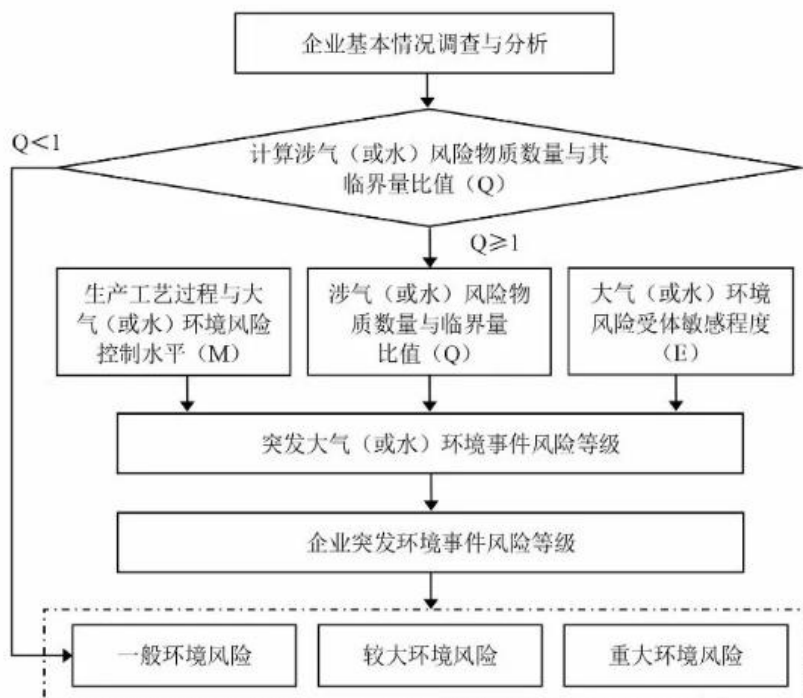 企业基本情况调查与分析
Q<1
计算涉气（或水）风险物质数量与其
临界量比值（Q）
Q≥1
生产工艺过程与大
气（或水）环境风险
控制水平（M）
涉气（或水）风险物
质数量与临界量
比值（Q）
大气（或水）环境
风险受体敏感程度
（E）
突发大气（或水）环境事件风险等级
企业突发环境事件风险等级
一般环境风险
较大环境风险
重大环境风险